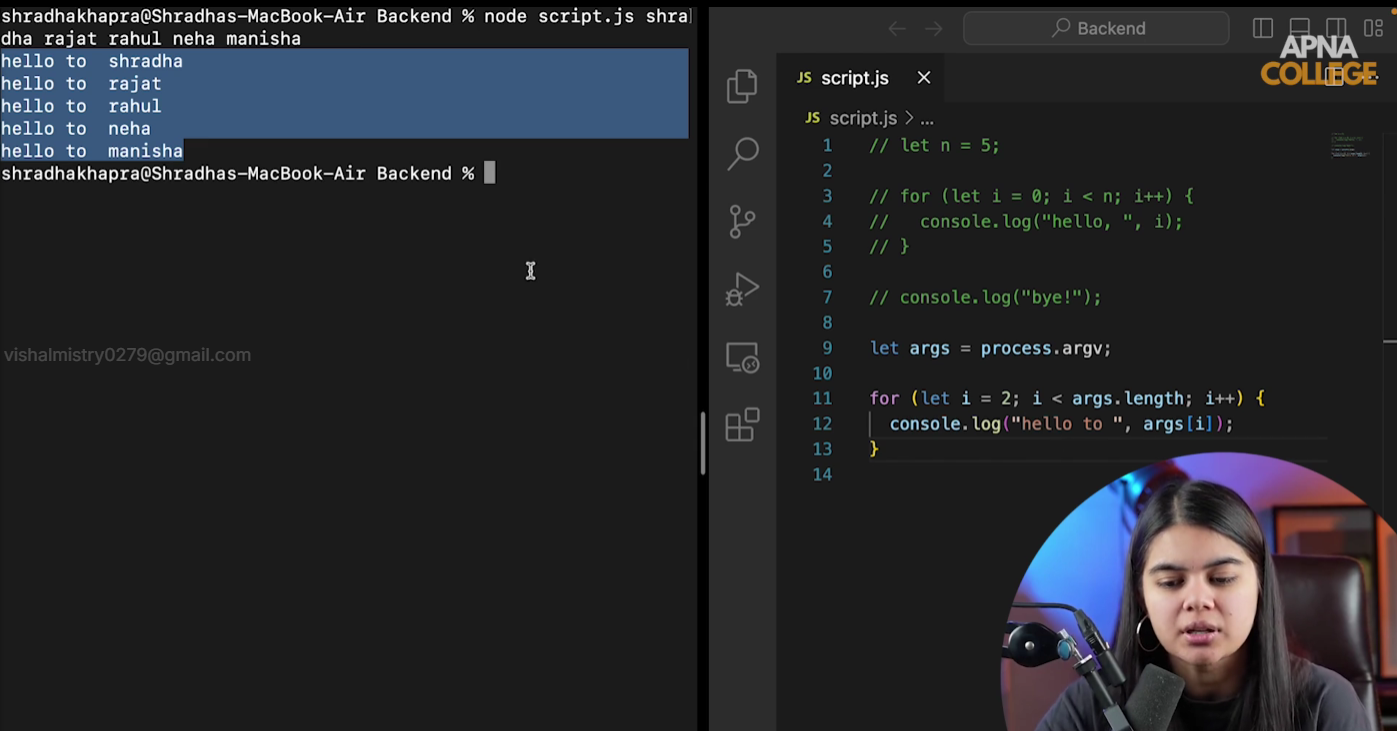 shradhakhapra@Shradhas-MacBook-Air Backend % node script.js shra
dha rajat rahul neha manisha
hello to  shradha
hello to  rajat
hello to  rahul
hello to  neha
hello to  manisha
shradhakhapra@Shradhas-MacBook-Air Backend %
vishalmistry0279@gmail.com
Backend
APNA
COLLEGE
JS script.js
JS script.js > ...
1 // let n = 5;
2
3 // for (let i = 0; i < n; i++) {
4 //   console.log("hello, ", i);
5 // }
6
7 // console.log("bye!");
8
9 let args = process.argv;
10
11 for (let i = 2; i < args.length; i++) {
12   console.log("hello to ", args[i]);
13 }
14